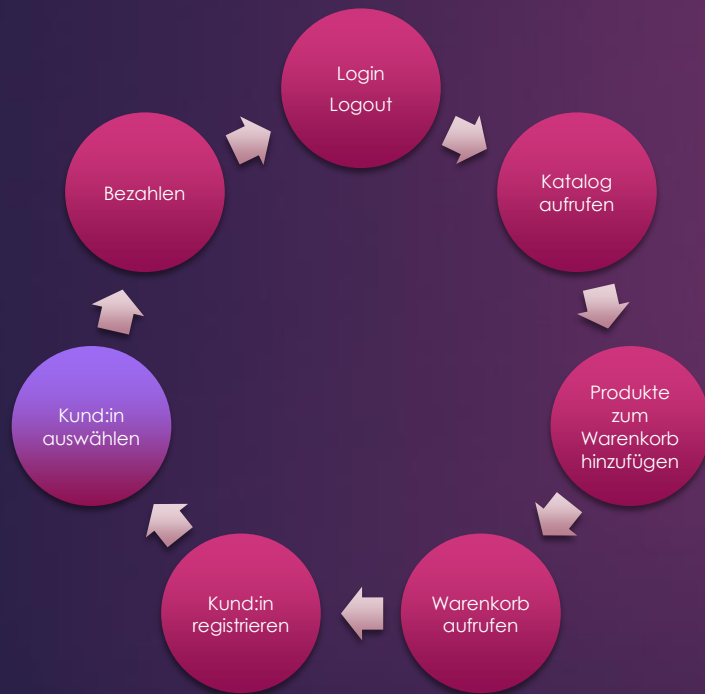 Login
Logout
Katalog
aufrufen
Produkte
zum
Warenkorb
hinzufügen
Warenkorb
aufrufen
Kund:in
registrieren
Kund:in
auswählen
Bezahlen